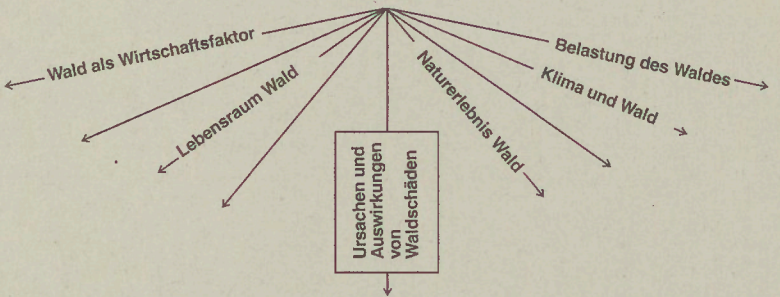 Wald als Wirtschaftsfaktor
Lebensraum Wald
Ursachen und
Auswirkungen
von
Waldschäden
Naturerlebnis Wald
Klima und Wald
Belastung des Waldes